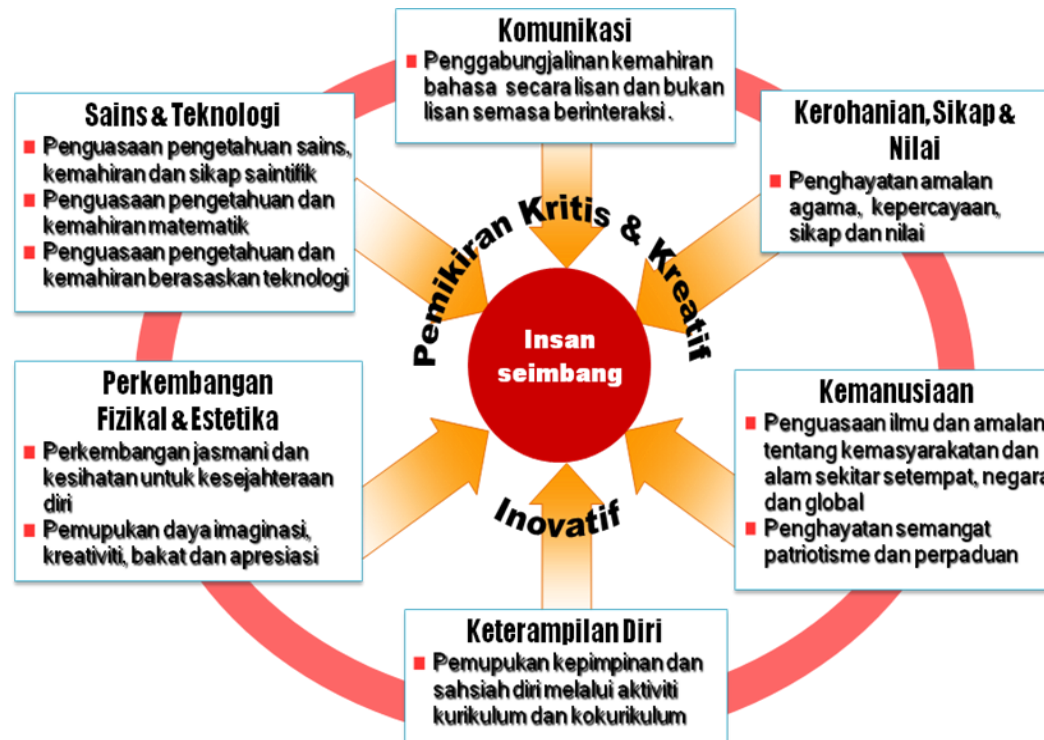 Komunikasi
Penggabungjalinan kemahiran
bahasa secara lisan dan bukan
lisan semasa berinteraksi .
Sains & Teknologi
Penguasaan pengetahuan sains,
kemahiran dan sikap saintifik
Penguasaan pengetahuan dan
kemahiran matematik
Penguasaan pengetahuan dan
kemahiran berasaskan teknologi
Kerohanian, Sikap &
Nilai
Penghayatan amalan
agama, kepercayaan,
sikap dan nilai
Pemikiran Kritis & Kreatif
Insan
seimbang
Inovatif
Perkembangan
Fizikal & Estetika
Perkembangan jasmani dan
kesihatan untuk kesejahteraan
diri
Pemupukan daya imaginasi,
kreativiti, bakat dan apresiasi
Kemanusiaan
Penguasaan ilmu dan amalan
tentang kemasyarakatan dan
alam sekitar setempat, negara
dan global
Penghayatan semangat
patriotisme dan perpaduan
Keterampilan Diri
Pemupukan kepimpinan dan
sahsiah diri melalui aktiviti
kurikulum dan kokurikulum